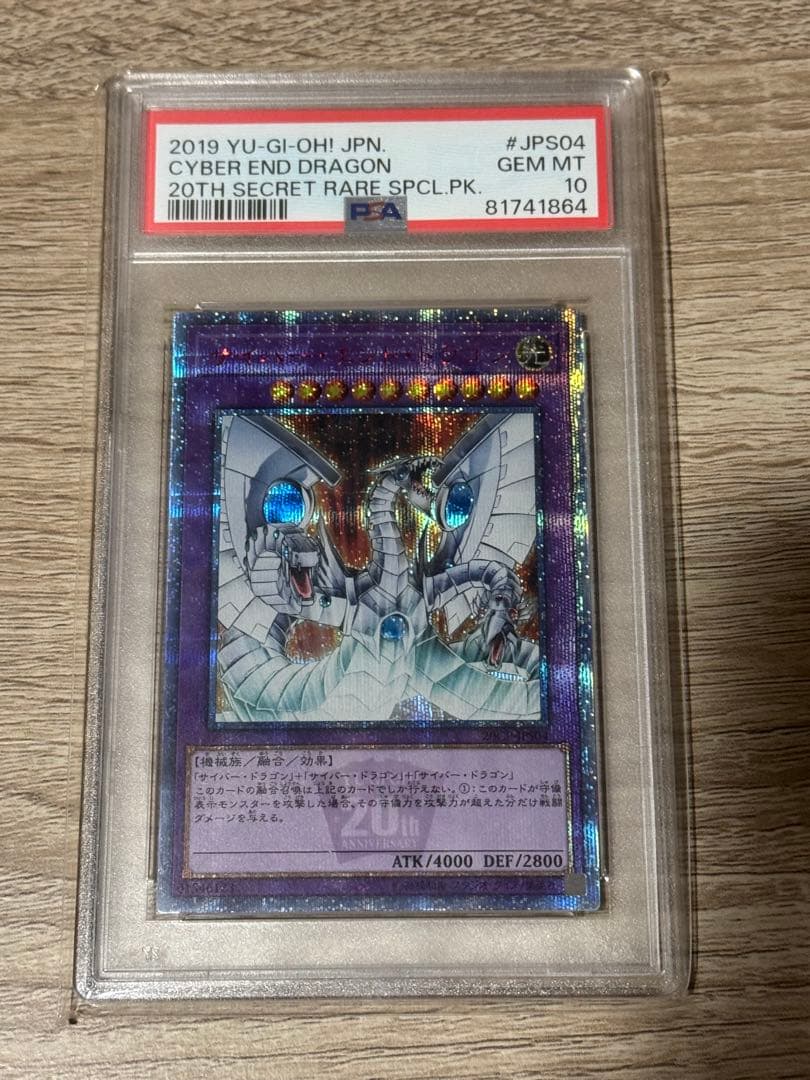 2019 YU-GI-OH! JPN. #JPS04
CYBER END DRAGON GEM MT
20TH SECRET RARE SPCL.PK. 10
PSA 81741864
サイバー・エンド・ドラゴン
【機械族/融合/効果】
「サイバー・ドラゴン」+「サイバー・ドラゴン」+「サイバー・ドラゴン」
このカードの融合召喚は上記のカードでしか行えない。①:このカードが守備
表示モンスターを攻撃した場合、その守備力を攻撃力が超えた分だけ戦闘
ダメージを与える。
20th
ANNIVERSARY
ATK/4000 DEF/2800